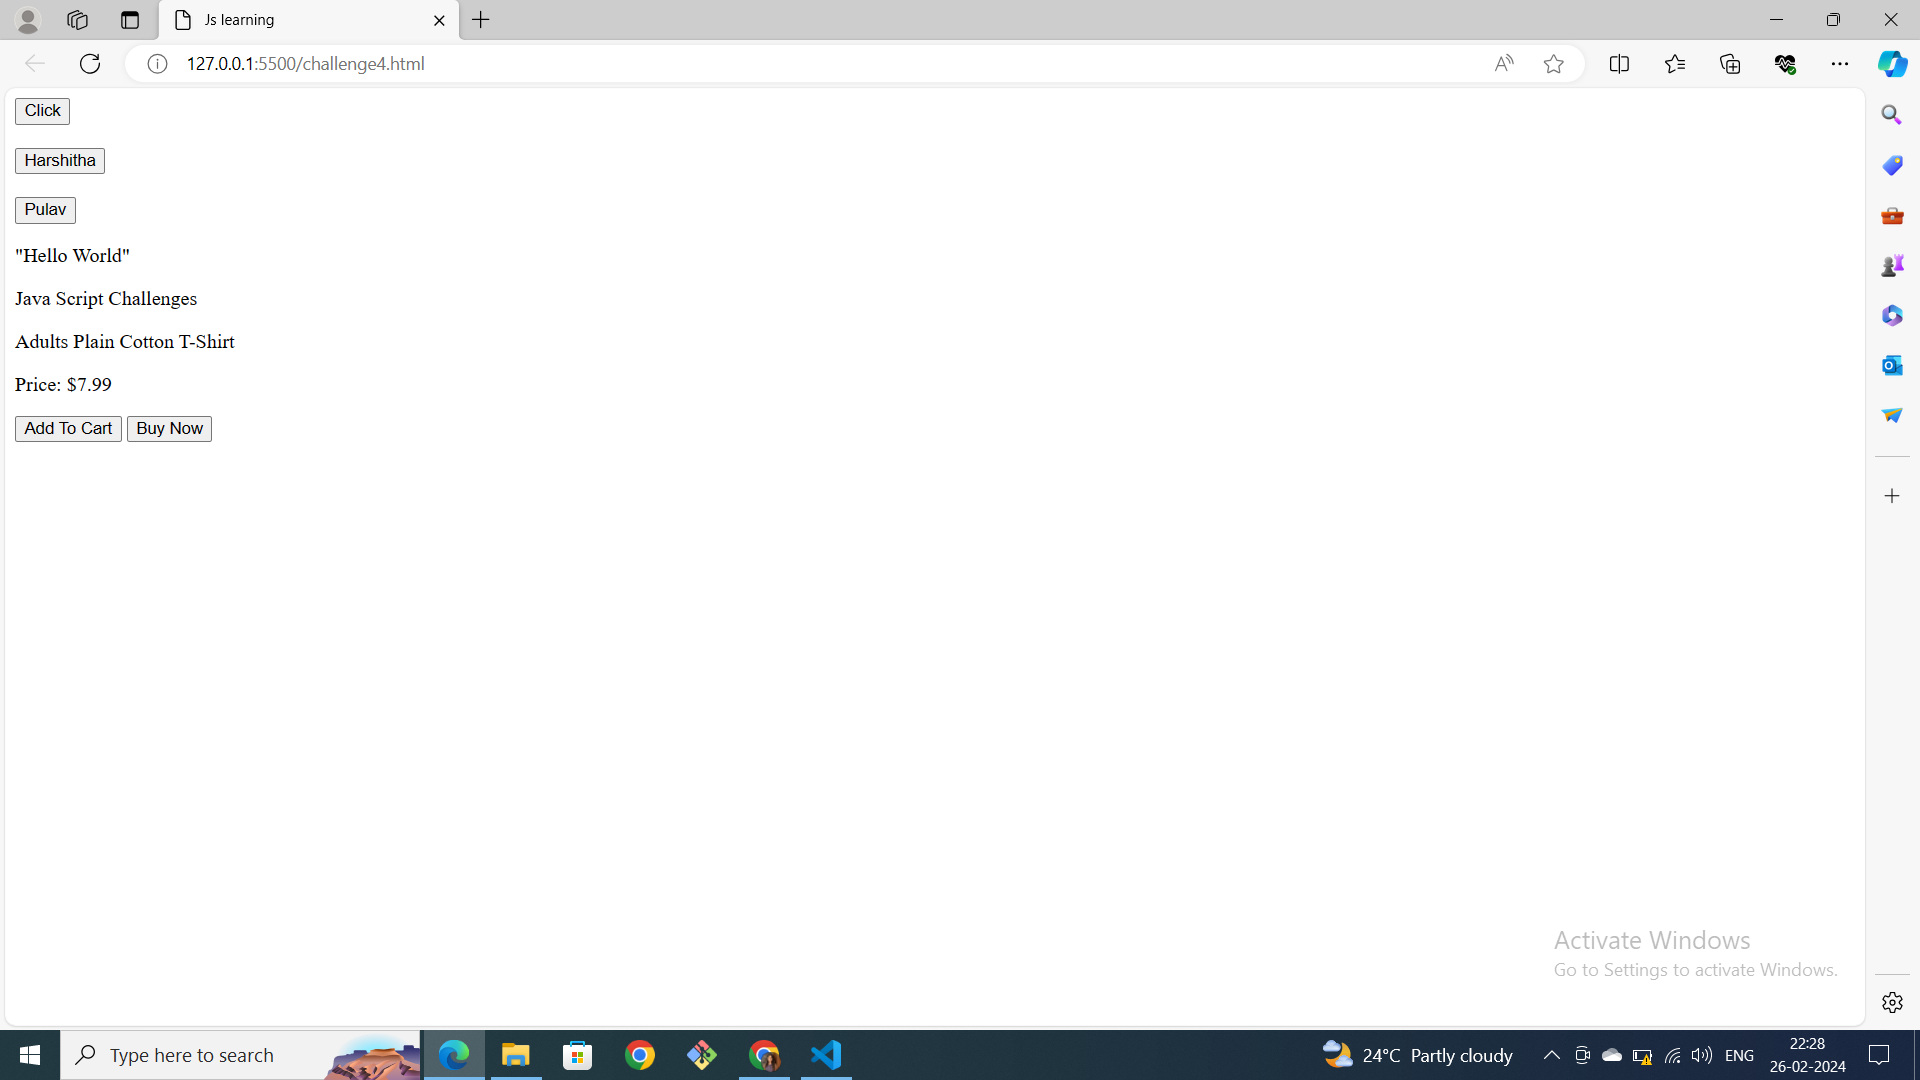 Js learning
127.0.0.1:5500/challenge4.html
Click
Harshitha
Pulav
"Hello World"
Java Script Challenges
Adults Plain Cotton T-Shirt
Price: $7.99
Add To Cart Buy Now
Activate Windows
Go to Settings to activate Windows.
Type here to search
24°C Partly cloudy
ENG
22:28
26-02-2024